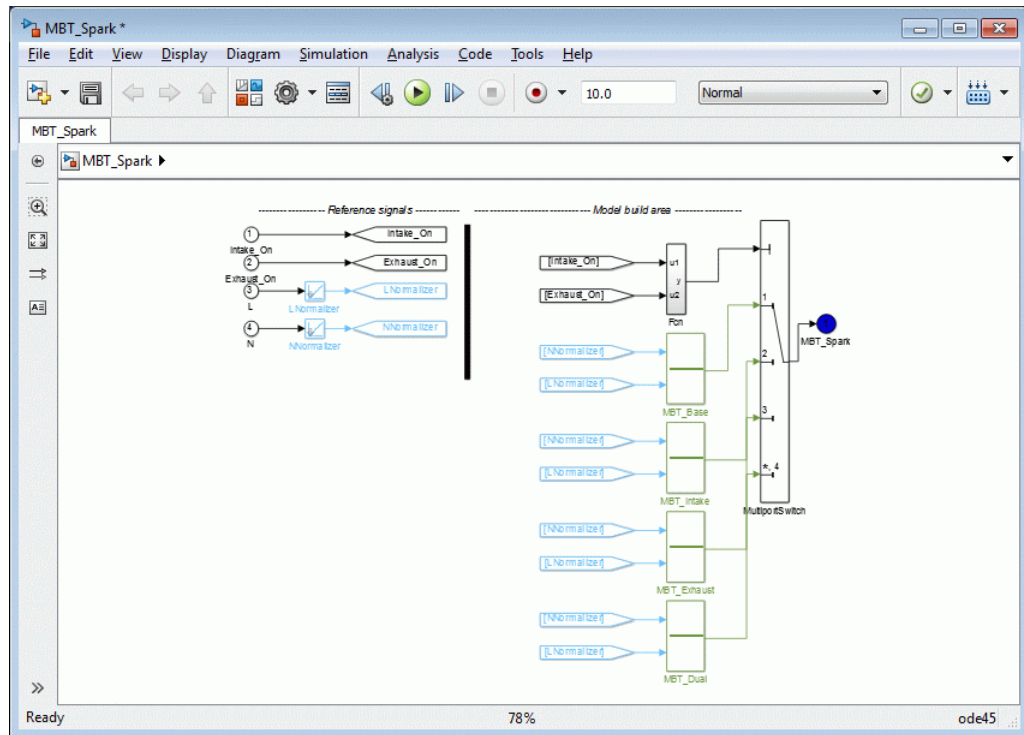 MBT_Spark *
File Edit View Display Diagram Simulation Analysis Code Tools Help
10.0 Normal
MBT_Spark
MBT_Spark
----------------- Reference signals ------------
------------------------------ Model build area ------------------
1
Intake_On
Intake_On
2
Exhaust_On
Exhaust_On
3
L
LNormalizer
LNormalizer
4
N
NNormalizer
NNormalizer
[Intake_On]
[Exhaust_On]
u1
y
u2
Fcn
[NNormalizer]
[LNormalizer]
MBT_Base
[NNormalizer]
[LNormalizer]
MBT_Intake
[NNormalizer]
[LNormalizer]
MBT_Exhaust
[NNormalizer]
[LNormalizer]
MBT_Dual
1
2
3
*, 4
MultiportSwitch
MBT_Spark
Ready 78% ode45